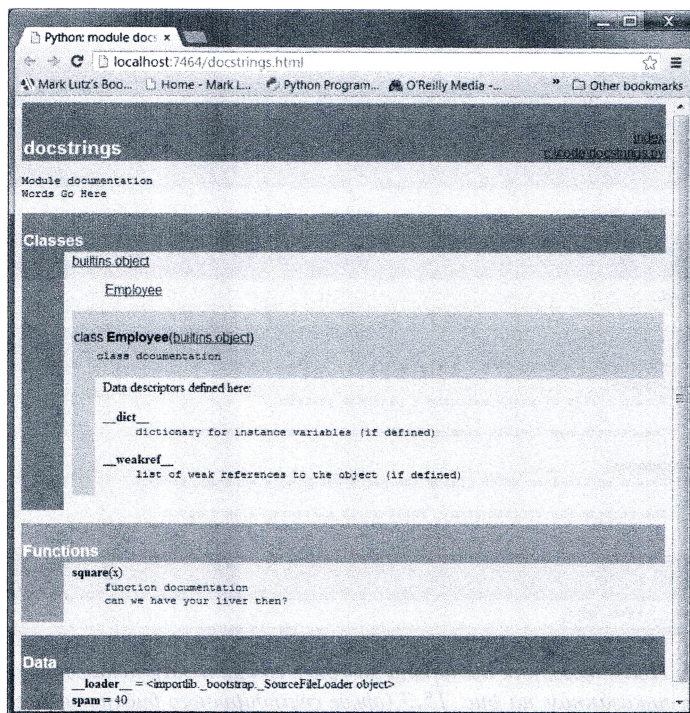 Python: module docs ×
localhost:7464/docstrings.html
Mark Lutz's Boo... Home - Mark L... Python Program... O'Reilly Media -... » Other bookmarks
docstrings
index
c:\code\docstrings.py
Module documentation
Words Go Here
Classes
builtins.object
Employee
class Employee(builtins.object)
class documentation
Data descriptors defined here:
__dict__
dictionary for instance variables (if defined)
__weakref__
list of weak references to the object (if defined)
Functions
square(x)
function documentation
can we have your liver then?
Data
__loader__ = <importlib._bootstrap._SourceFileLoader object>
spam = 40